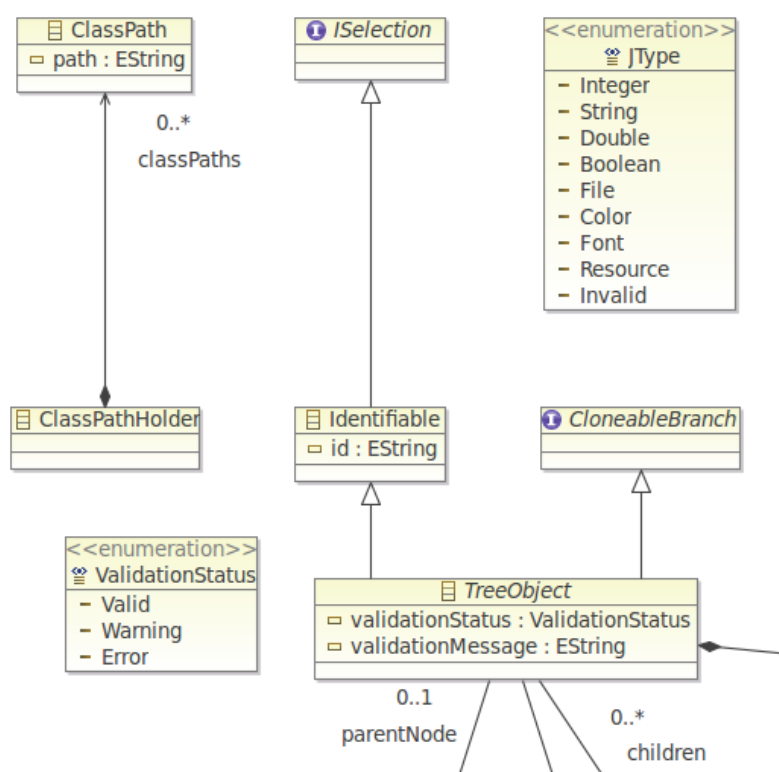 ClassPath
path : EString
0..*
classPaths
ClassPathHolder
ISelection
<<enumeration>>
JType
Integer
String
Double
Boolean
File
Color
Font
Resource
Invalid
Identifiable
id : EString
CloneableBranch
<<enumeration>>
ValidationStatus
Valid
Warning
Error
TreeObject
validationStatus : ValidationStatus
validationMessage : EString
0..1
parentNode
0..*
children